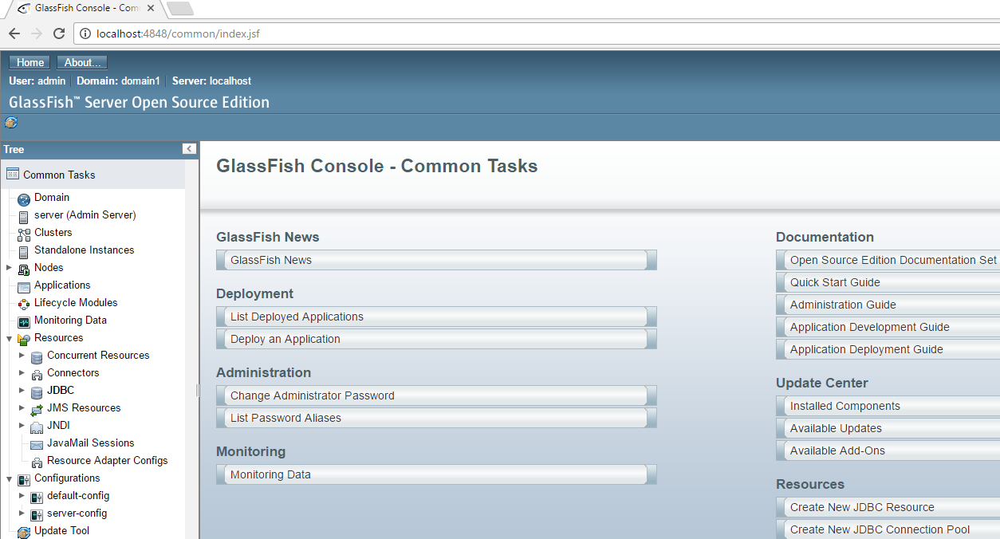 GlassFish Console - Com
localhost:4848/common/index.jsf
Home About...
User: admin Domain: domain1 Server: localhost
GlassFish™ Server Open Source Edition
Tree
Common Tasks
Domain
server (Admin Server)
Clusters
Standalone Instances
Nodes
Applications
Lifecycle Modules
Monitoring Data
Resources
Concurrent Resources
Connectors
JDBC
JMS Resources
JNDI
JavaMail Sessions
Resource Adapter Configs
Configurations
default-config
server-config
Update Tool
GlassFish Console - Common Tasks
GlassFish News
GlassFish News
Deployment
List Deployed Applications
Deploy an Application
Administration
Change Administrator Password
List Password Aliases
Monitoring
Monitoring Data
Documentation
Open Source Edition Documentation Set
Quick Start Guide
Administration Guide
Application Development Guide
Application Deployment Guide
Update Center
Installed Components
Available Updates
Available Add-Ons
Resources
Create New JDBC Resource
Create New JDBC Connection Pool